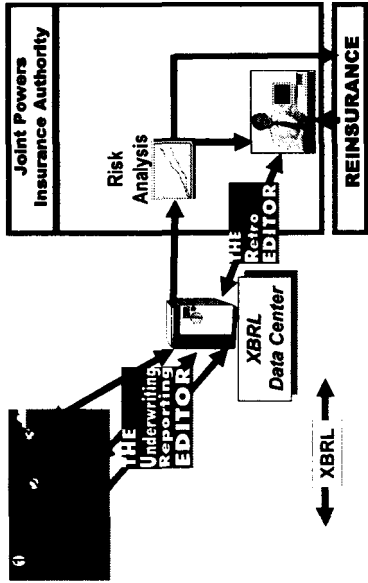 Joint Powers
Insurance Authority
Risk
Analysis
REINSURANCE
THE
Retro
EDITOR
XBRL
Data Center
THE
Underwriting
Reporting
EDITOR
XBRL